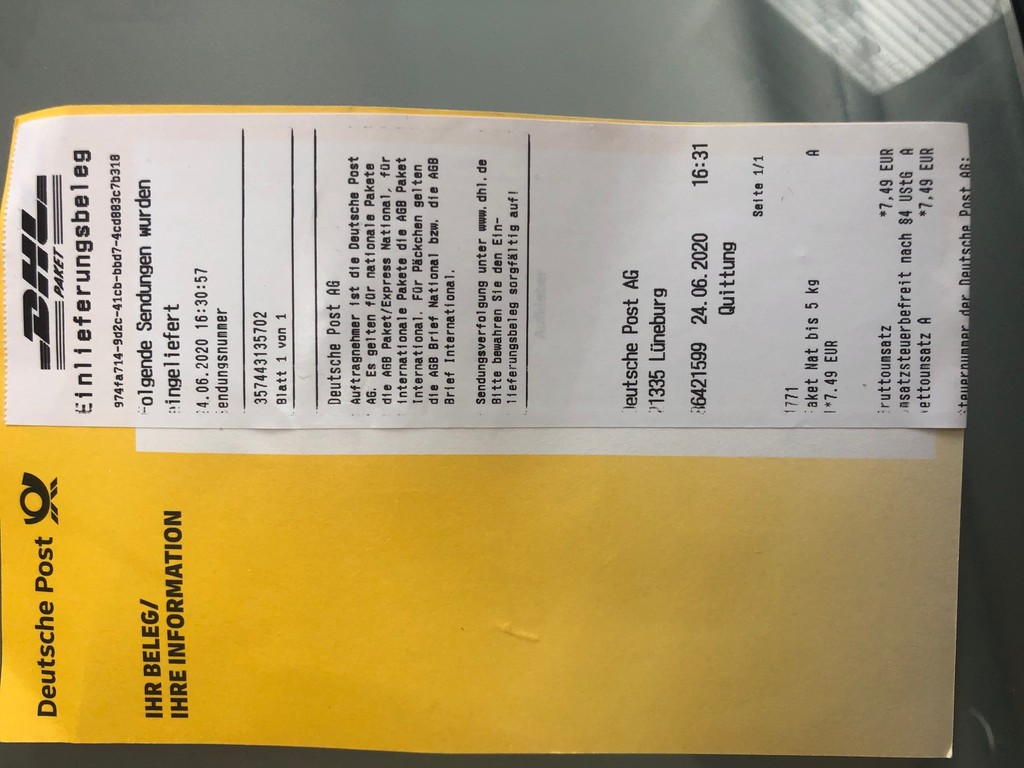 DHL
PAKET
Einlieferungsbeleg
974fa714-9d2c-41cb-bbd7-4cd883c7b318
Folgende Sendungen wurden
eingeliefert
24.06.2020 16:30:57
Sendungsnummer
357443135702
Blatt 1 von 1
Deutsche Post AG
Auftragnehmer ist die Deutsche Post
AG. Es gelten für nationale Pakete
die AGB Paket/Express National, für
internationale Pakete die AGB Paket
International. Für Päckchen gelten
die AGB Brief National bzw. die AGB
Brief International.
Sendungsverfolgung unter www.dhl.de
Bitte bewahren Sie den Ein-
lieferungsbeleg sorgfältig auf!
Deutsche Post AG
21335 Lüneburg
86421599 24.06.2020 16:31
Quittung
Seite 1/1
1771
Paket Nat bis 5 kg A
1*7.49 EUR
Bruttoumsatz *7,49 EUR
Umsatzsteuerbefreit nach §4 UStG A
Nettoumsatz A *7,49 EUR
Steuernummer der Deutsche Post AG:
Deutsche Post
IHR BELEG/
IHRE INFORMATION